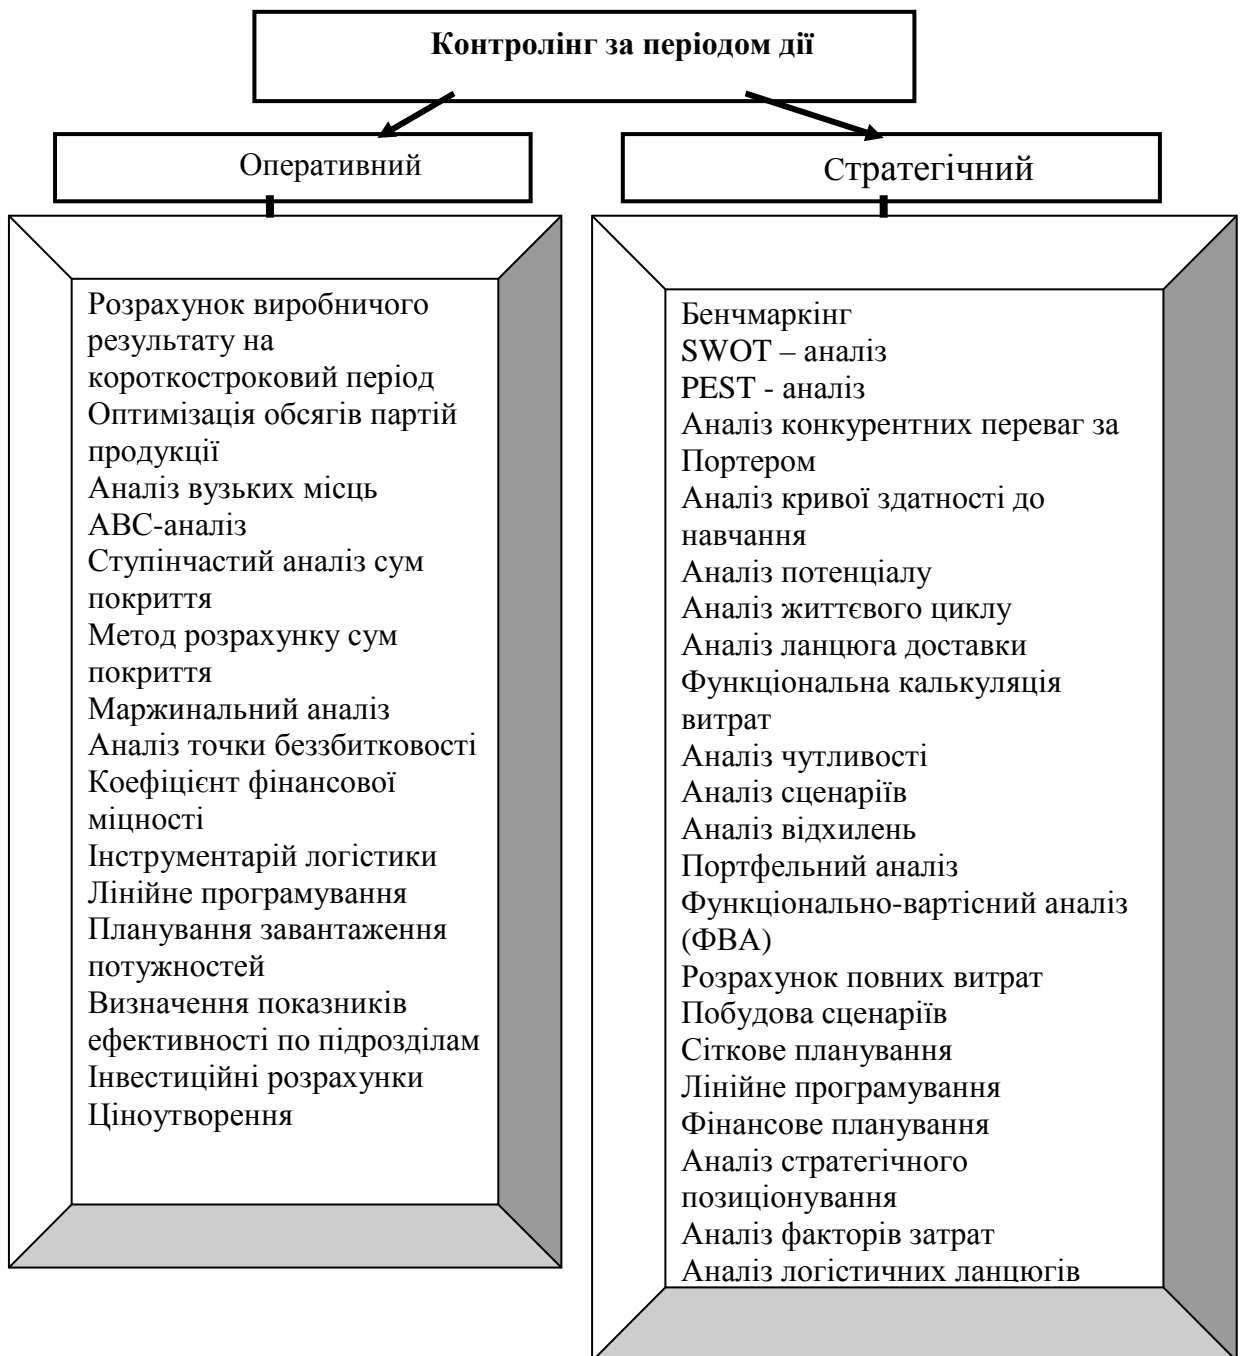 Контролінг за періодом дії
Оперативний
Стратегічний
Розрахунок виробничого
результату на
короткостроковий період
Оптимізація обсягів партій
продукції
Аналіз вузьких місць
АВС-аналіз
Ступінчастий аналіз сум
покриття
Метод розрахунку сум
покриття
Маржинальний аналіз
Аналіз точки беззбитковості
Коефіцієнт фінансової
міцності
Інструментарій логістики
Лінійне програмування
Планування завантаження
потужностей
Визначення показників
ефективності по підрозділам
Інвестиційні розрахунки
Ціноутворення
Бенчмаркінг
SWOT – аналіз
PEST - аналіз
Аналіз конкурентних переваг за
Портером
Аналіз кривої здатності до
навчання
Аналіз потенціалу
Аналіз життєвого циклу
Аналіз ланцюга доставки
Функціональна калькуляція
витрат
Аналіз чутливості
Аналіз сценаріїв
Аналіз відхилень
Портфельний аналіз
Функціонально-вартісний аналіз
(ФВА)
Розрахунок повних витрат
Побудова сценаріїв
Сіткове планування
Лінійне програмування
Фінансове планування
Аналіз стратегічного
позиціонування
Аналіз факторів затрат
Аналіз логістичних ланцюгів